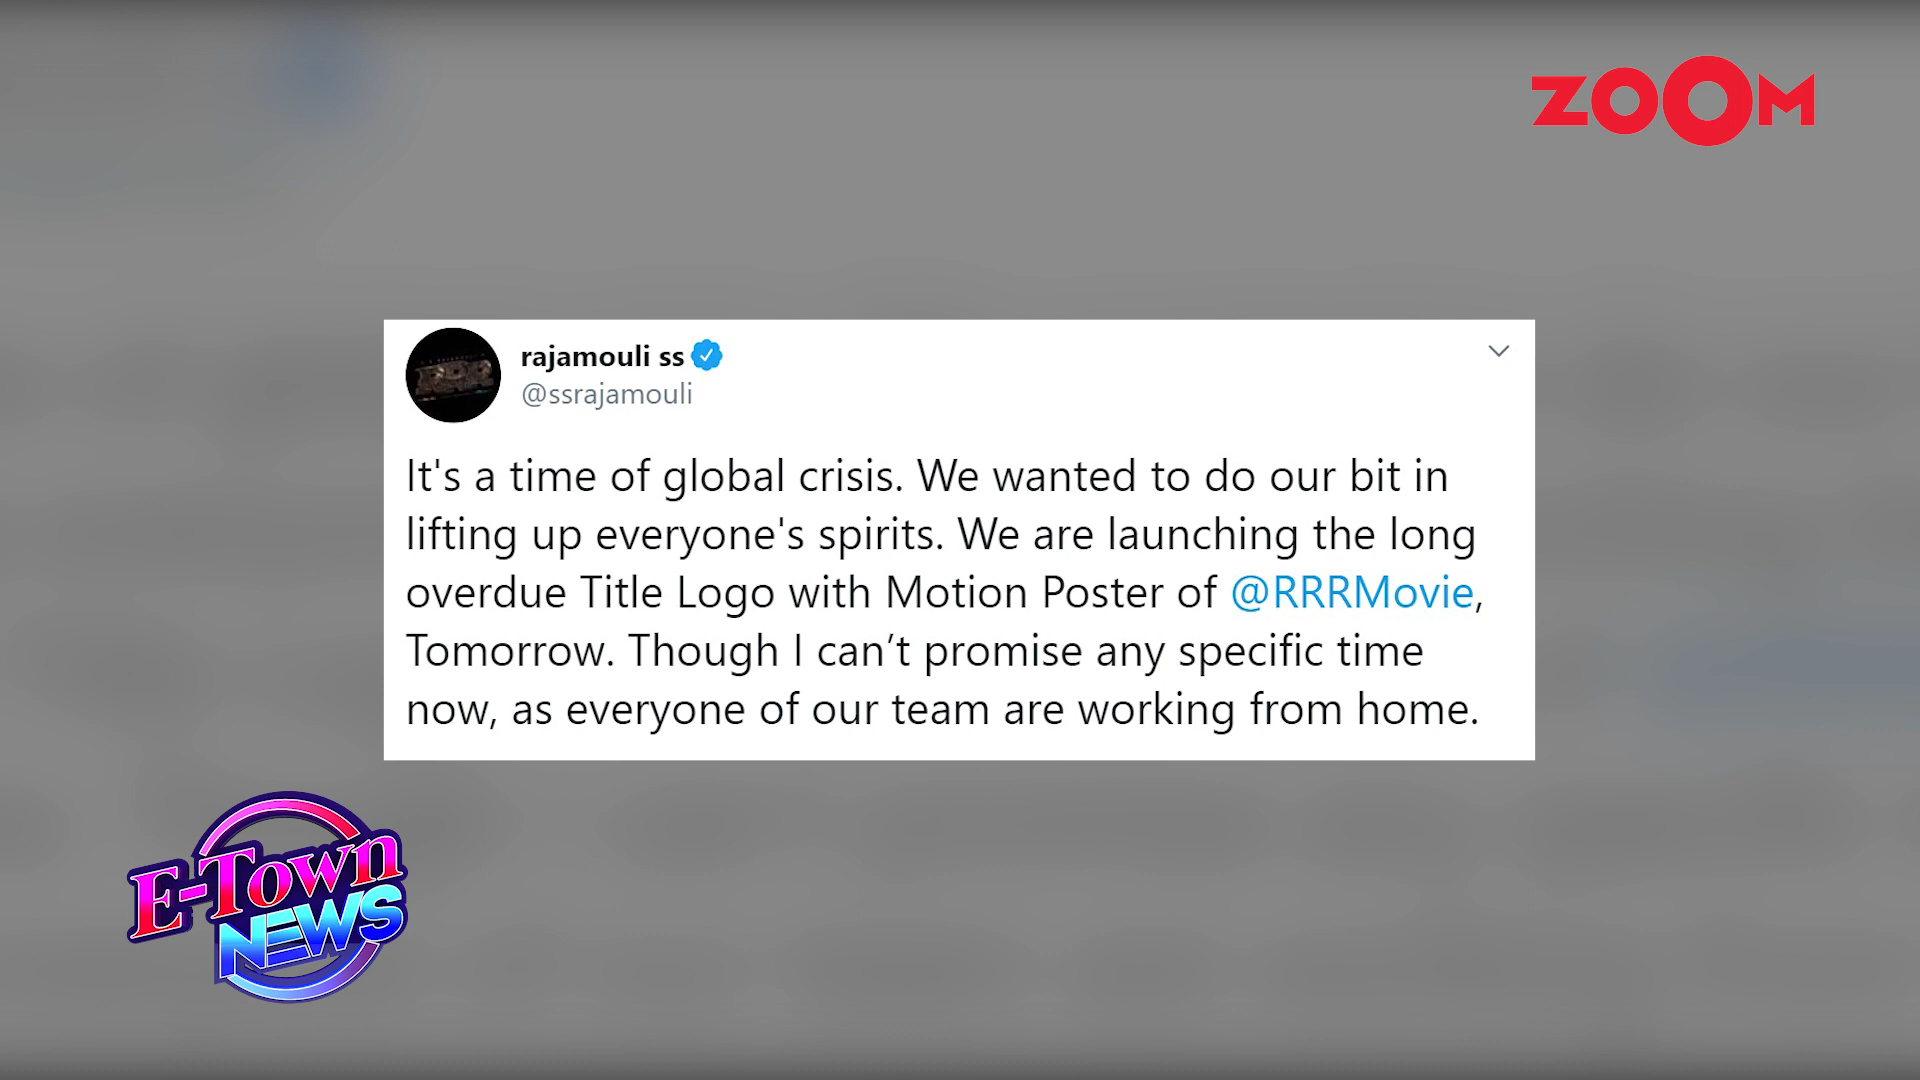 ZOOM
rajamouli ss
@ssrajamouli
It's a time of global crisis. We wanted to do our bit in
lifting up everyone's spirits. We are launching the long
overdue Title Logo with Motion Poster of @RRRMovie,
Tomorrow. Though I can’t promise any specific time
now, as everyone of our team are working from home.
E-Town
NEWS